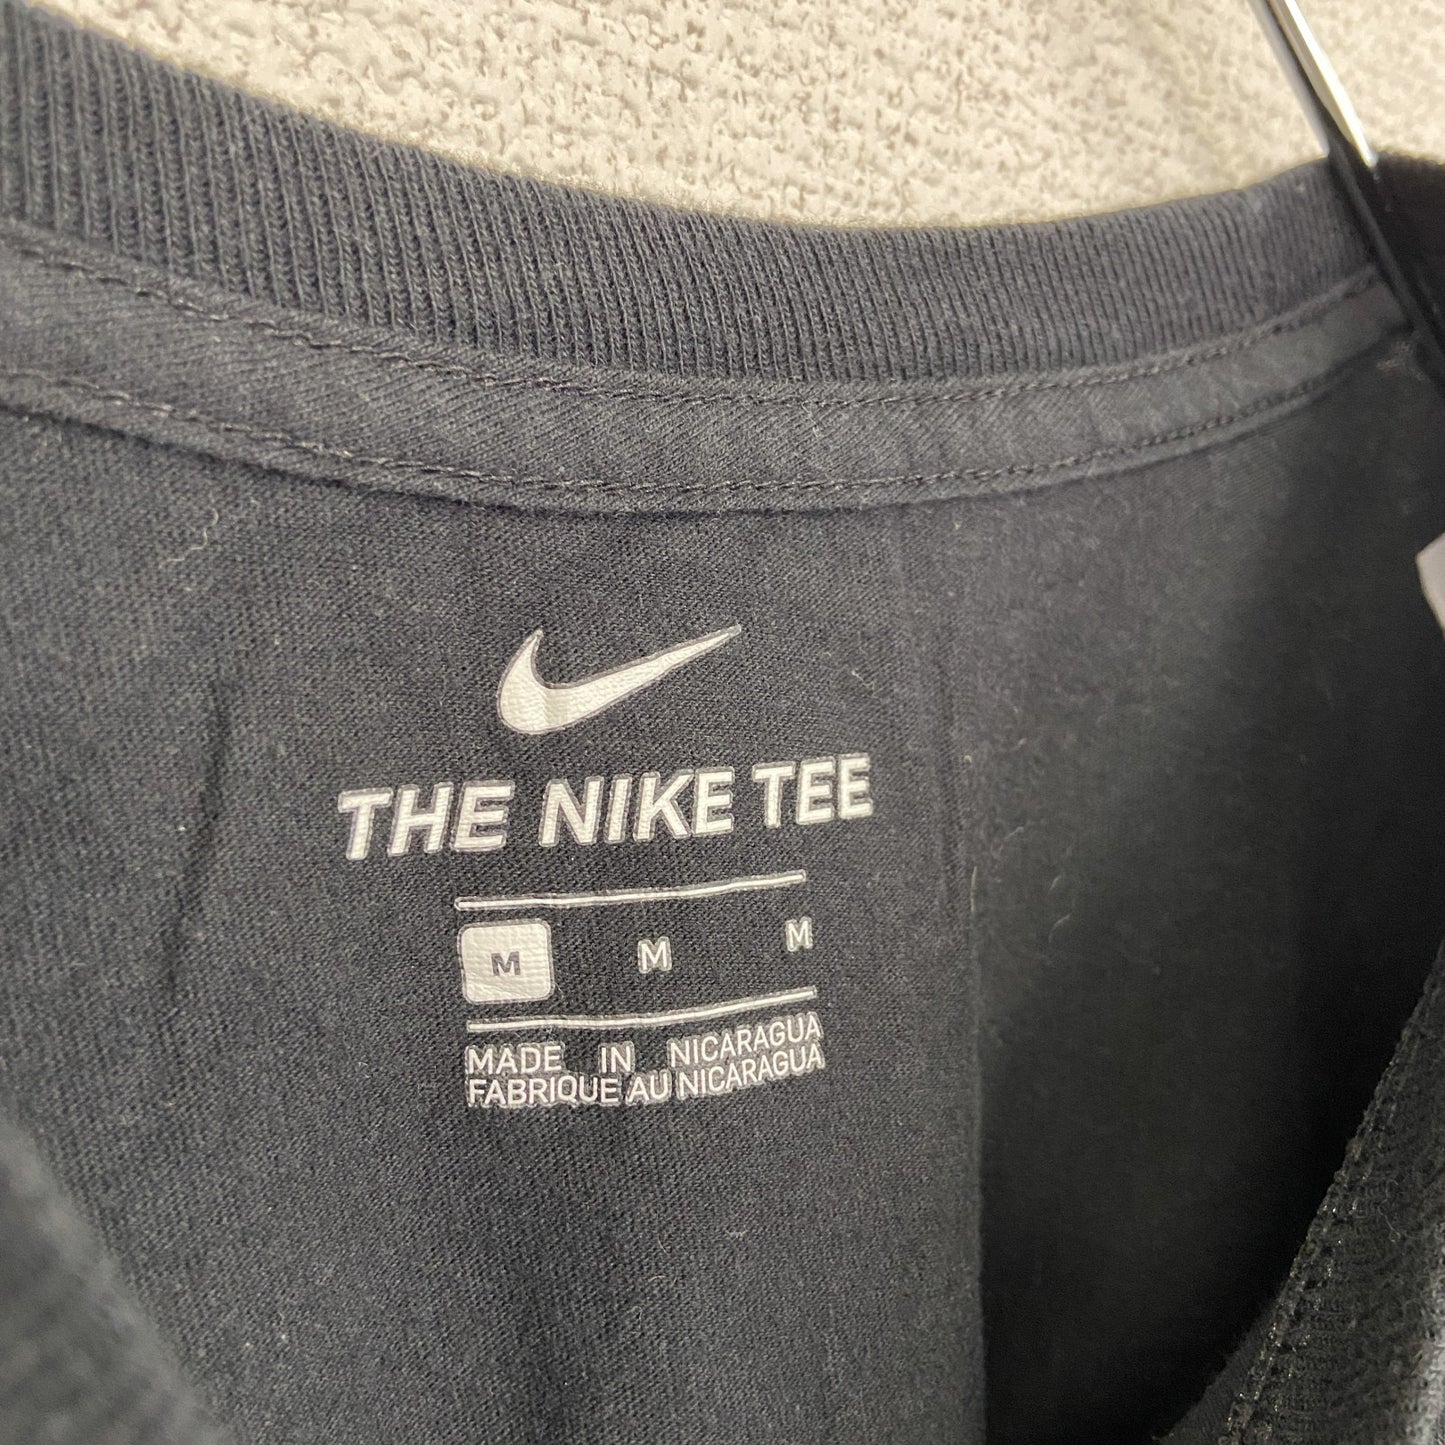 THE NIKE TEE
M M M
MADE IN NICARAGUA
FABRIQUE AU NICARAGUA